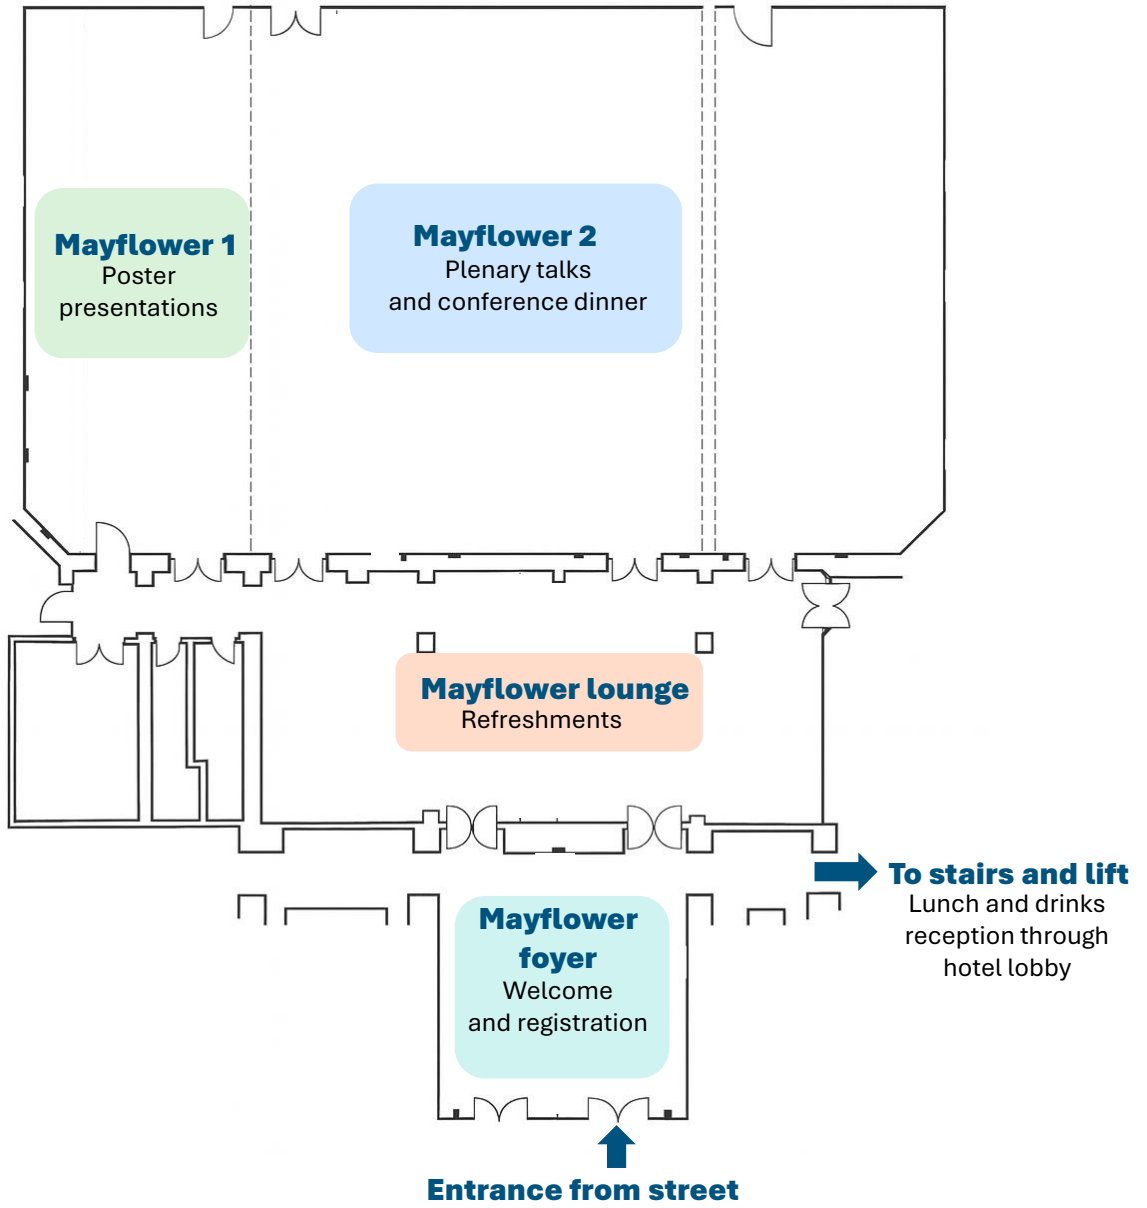 Mayflower 1
Poster
presentations
Mayflower 2
Plenary talks
and conference dinner
Mayflower lounge
Refreshments
To stairs and lift
Lunch and drinks
reception through
hotel lobby
Mayflower
foyer
Welcome
and registration
Entrance from street